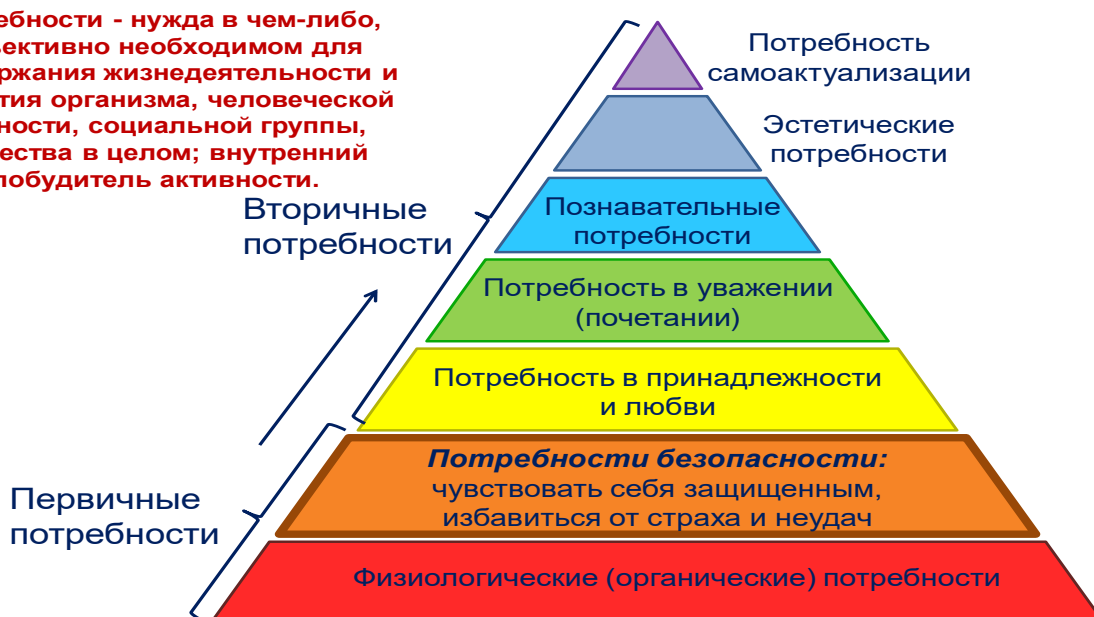 ебности - нужда в чем-либо,
ективно необходимом для
ержания жизнедеятельности и
тия организма, человеческой
ности, социальной группы,
ества в целом; внутренний
побудитель активности.
Потребность
самоактуализации
Эстетические
потребности
Вторичные
потребности
Познавательные
потребности
Потребность в уважении
(почетании)
Потребность в принадлежности
и любви
Первичные
потребности
Потребности безопасности:
чувствовать себя защищенным,
избавиться от страха и неудач
Физиологические (органические) потребности